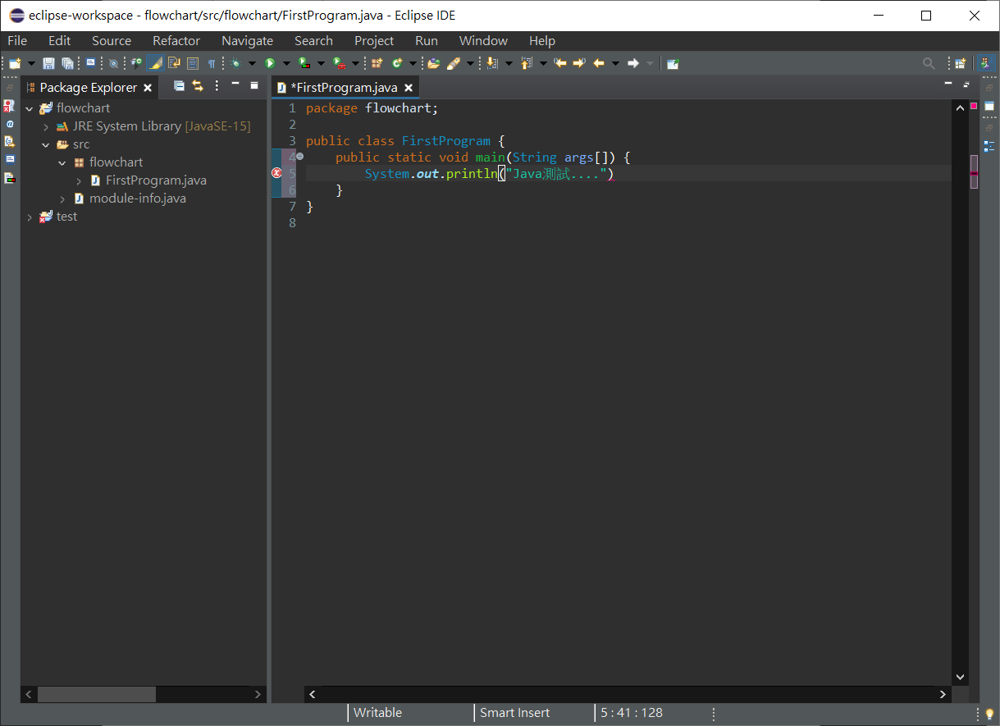 eclipse-workspace - flowchart/src/flowchart/FirstProgram.java - Eclipse IDE
File Edit Source Refactor Navigate Search Project Run Window Help
Package Explorer
flowchart
JRE System Library [JavaSE-15]
src
flowchart
FirstProgram.java
module-info.java
test
*FirstProgram.java
1 package flowchart;
2
3 public class FirstProgram {
4 public static void main(String args[]) {
5 System.out.println("Java測試....")
6 }
7 }
8
Writable Smart Insert 5 : 41 : 128